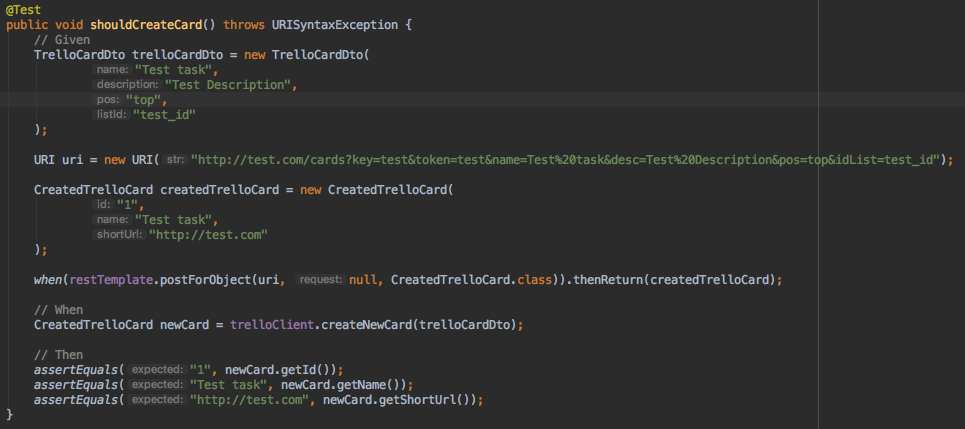 @Test
public void shouldCreateCard() throws URISyntaxException {
// Given
TrelloCardDto trelloCardDto = new TrelloCardDto(
name: "Test task",
description: "Test Description",
pos: "top",
listId: "test_id"
);
URI uri = new URI( str: "http://test.com/cards?key=test&token=test&name=Test%20task&desc=Test%20Description&pos=top&idList=test_id");
CreatedTrelloCard createdTrelloCard = new CreatedTrelloCard(
id: "1",
name: "Test task",
shortUrl: "http://test.com"
);
when(restTemplate.postForObject(uri, request: null, CreatedTrelloCard.class)).thenReturn(createdTrelloCard);
// When
CreatedTrelloCard newCard = trelloClient.createNewCard(trelloCardDto);
// Then
assertEquals( expected: "1", newCard.getId());
assertEquals( expected: "Test task", newCard.getName());
assertEquals( expected: "http://test.com", newCard.getShortUrl());
}